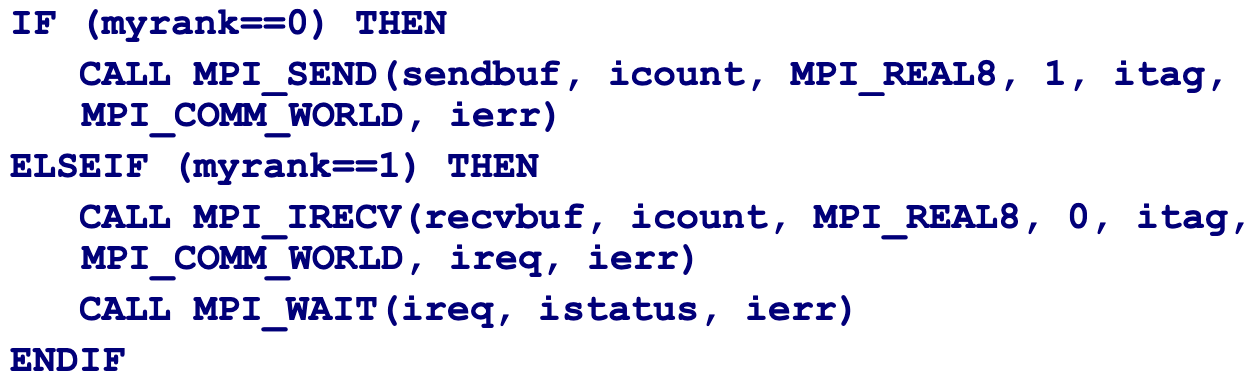 IF (myrank==0) THEN
CALL MPI_SEND(sendbuf, icount, MPI_REAL8, 1, itag,
MPI_COMM_WORLD, ierr)
ELSEIF (myrank==1) THEN
CALL MPI_IRECV(recvbuf, icount, MPI_REAL8, 0, itag,
MPI_COMM_WORLD, ireq, ierr)
CALL MPI_WAIT(ireq, istatus, ierr)
ENDIF